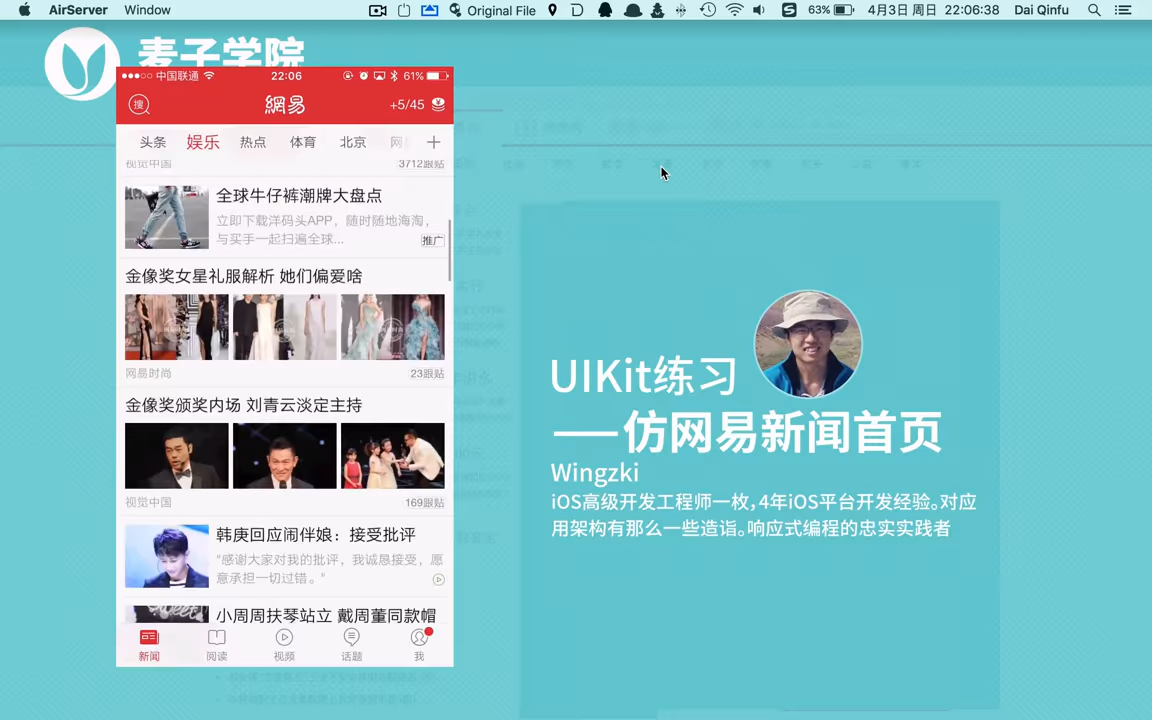 AirServer Window Original File 63% 4月3日 周日 22:06:38 Dai Qinfu
麦子学院
中国联通 22:06 61%
搜 網易 +5/45
头条 娱乐 热点 体育 北京 网
视觉中国 3712跟贴
全球牛仔裤潮牌大盘点
立即下载洋码头APP，随时随地海淘，
与买手一起扫遍全球... 推广
金像奖女星礼服解析 她们偏爱啥
网易时尚 23跟贴
金像奖颁奖内场 刘青云淡定主持
视觉中国 169跟贴
韩庚回应闹伴娘：接受批评
“感谢大家对我的批评，我诚恳接受，愿
意承担一切过错。”
小周周扶琴站立 戴周董同款帽
新闻 阅读 视频 话题 我
UIKit练习
——仿网易新闻首页
Wingzki
iOS高级开发工程师一枚，4年iOS平台开发经验。对应
用架构有那么一些造诣。响应式编程的忠实实践者